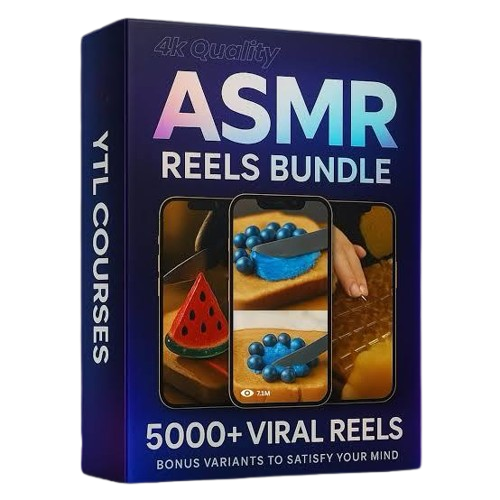 4k Quality
ASMR
REELS BUNDLE
YTL COURSES
7.1M
5000+ VIRAL REELS
BONUS VARIANTS TO SATISFY YOUR MIND